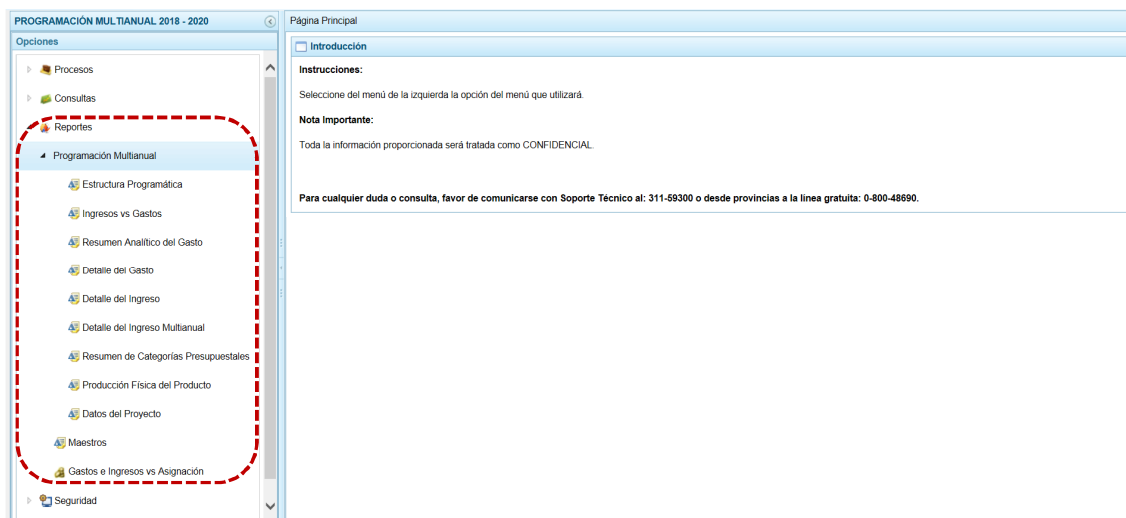 PROGRAMACIÓN MULTIANUAL 2018 - 2020
Opciones
Procesos
Consultas
Reportes
Programación Multianual
Estructura Programática
Ingresos vs Gastos
Resumen Analítico del Gasto
Detalle del Gasto
Detalle del Ingreso
Detalle del Ingreso Multianual
Resumen de Categorías Presupuestales
Producción Física del Producto
Datos del Proyecto
Maestros
Gastos e Ingresos vs Asignación
Seguridad
Página Principal
Introducción
Instrucciones:
Seleccione del menú de la izquierda la opción del menú que utilizará.
Nota Importante:
Toda la información proporcionada será tratada como CONFIDENCIAL.
Para cualquier duda o consulta, favor de comunicarse con Soporte Técnico al: 311-59300 o desde provincias a la linea gratuita: 0-800-48690.